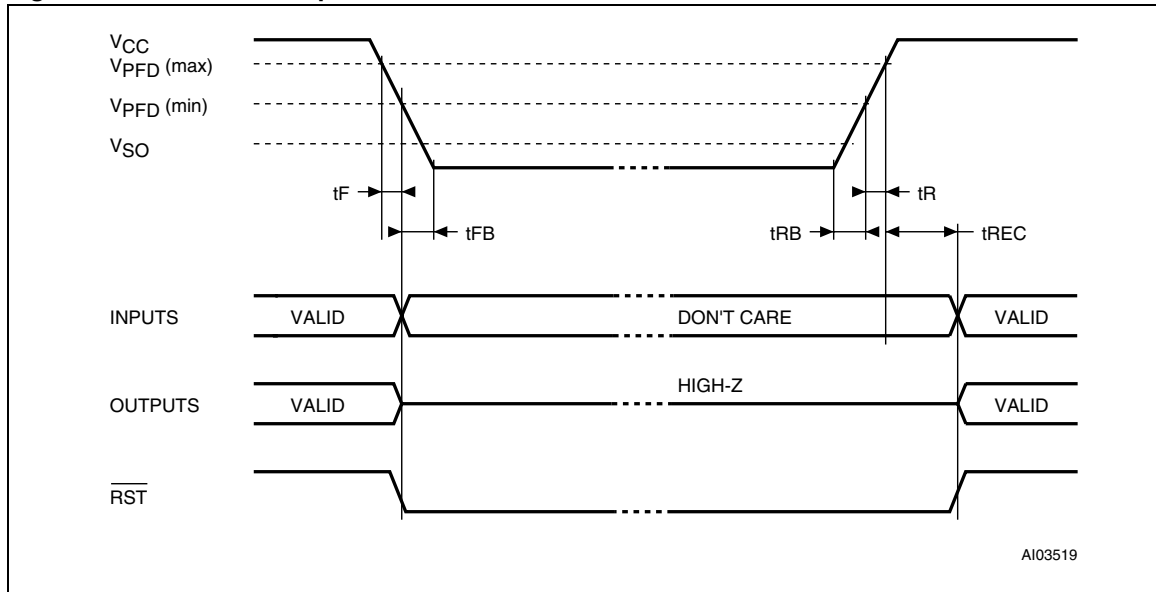 VCC
VPFD (max)
VPFD (min)
VSO
tF
tR
tFB
tRB
tREC
INPUTS
VALID
DON'T CARE
VALID
HIGH-Z
OUTPUTS
VALID
VALID
RST
AI03519